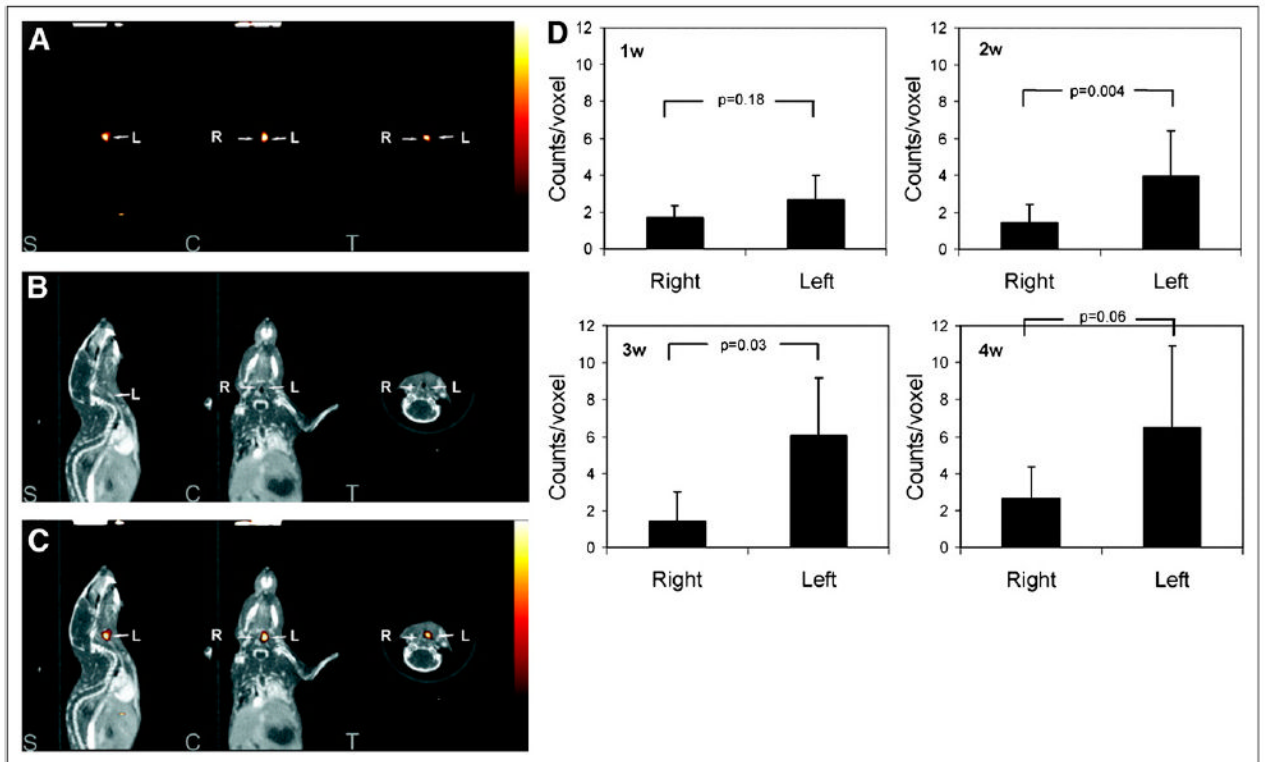 A
L
R
L
R
L
S
C
T
B
L
R
L
R
L
S
C
T
C
L
R
L
R
L
S
C
T
D
12
10
8
6
4
2
0
Counts/voxel
1w
p=0.18
Right
Left
12
10
8
6
4
2
0
Counts/voxel
2w
p=0.004
Right
Left
12
10
8
6
4
2
0
Counts/voxel
3w
p=0.03
Right
Left
12
10
8
6
4
2
0
Counts/voxel
4w
p=0.06
Right
Left